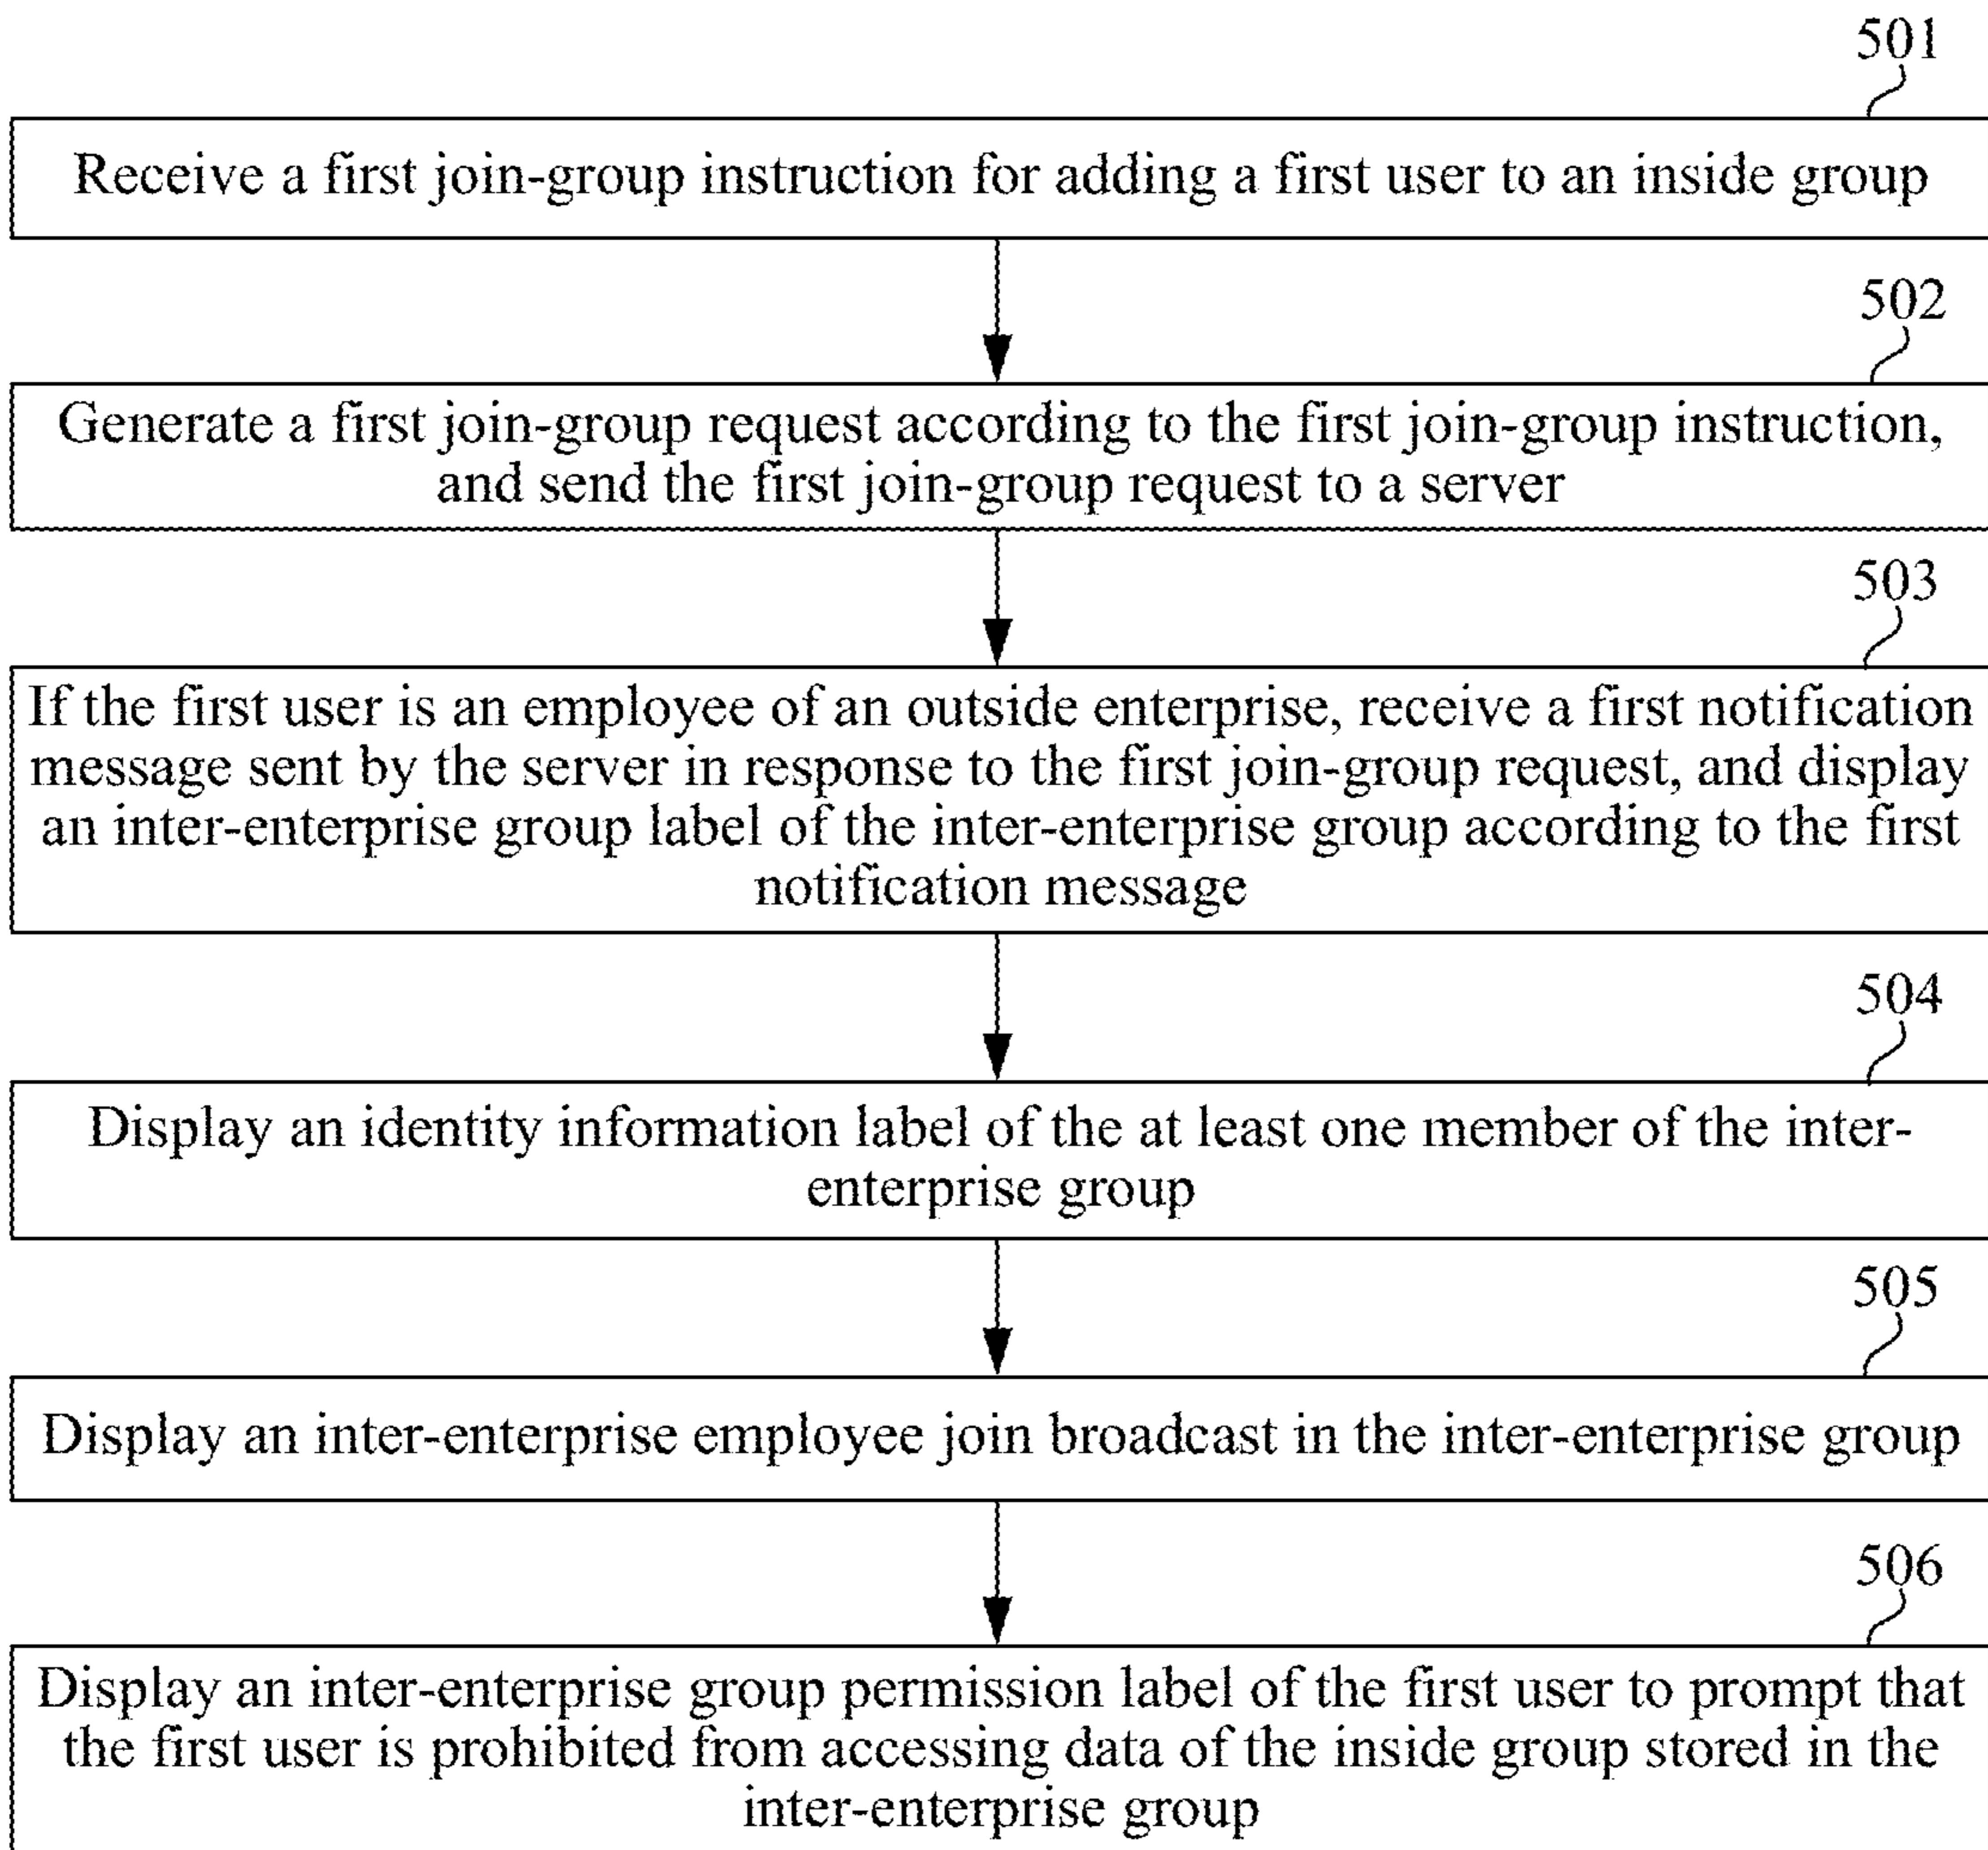 501
Receive a first join-group instruction for adding a first user to an inside group
502
Generate a first join-group request according to the first join-group instruction,
and send the first join-group request to a server
503
If the first user is an employee of an outside enterprise, receive a first notification
message sent by the server in response to the first join-group request, and display
an inter-enterprise group label of the inter-enterprise group according to the first
notification message
504
Display an identity information label of the at least one member of the inter-
enterprise group
505
Display an inter-enterprise employee join broadcast in the inter-enterprise group
506
Display an inter-enterprise group permission label of the first user to prompt that
the first user is prohibited from accessing data of the inside group stored in the
inter-enterprise group